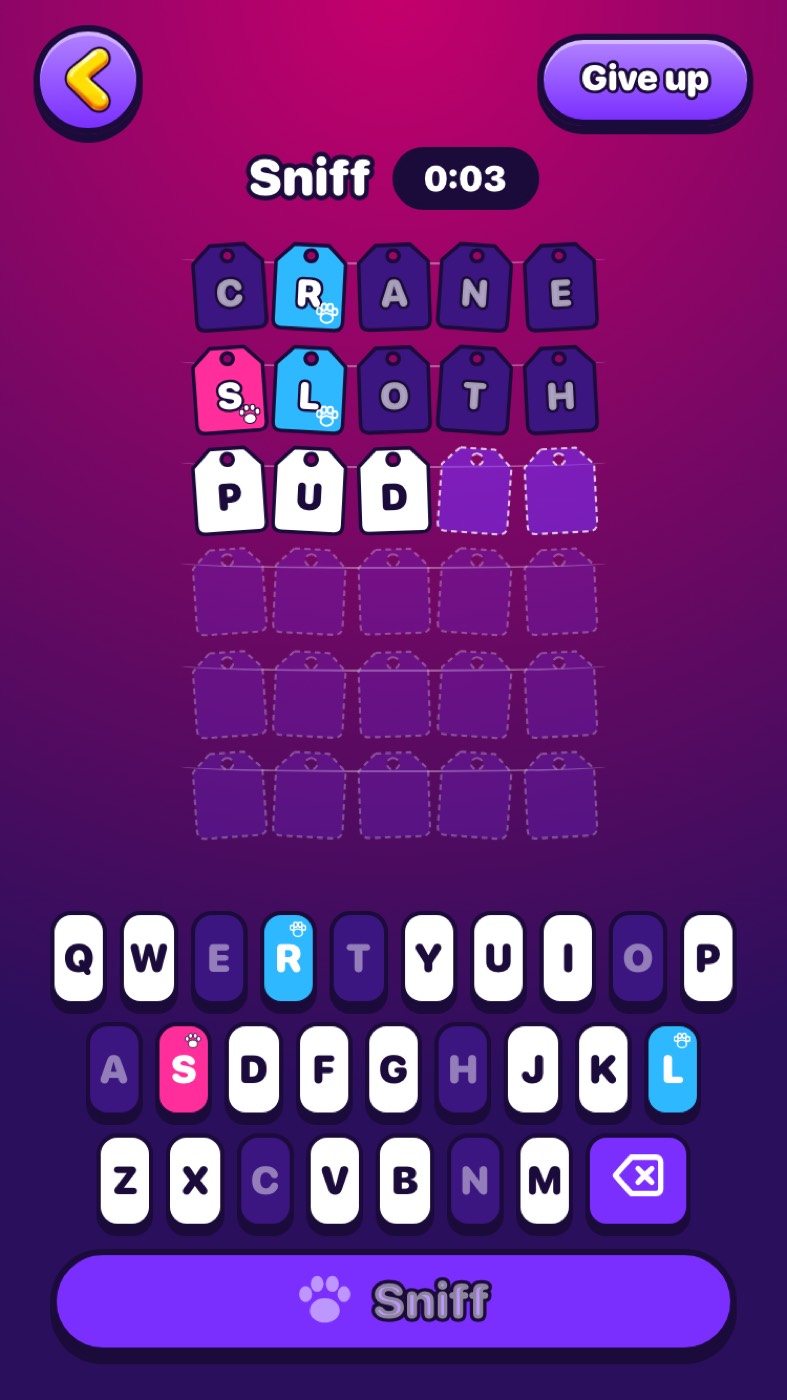 Give up
Sniff 0:03
C R A N E
S L O T H
P U D
Q W E R T Y U I O P
A S D F G H J K L
Z X C V B N M
Sniff